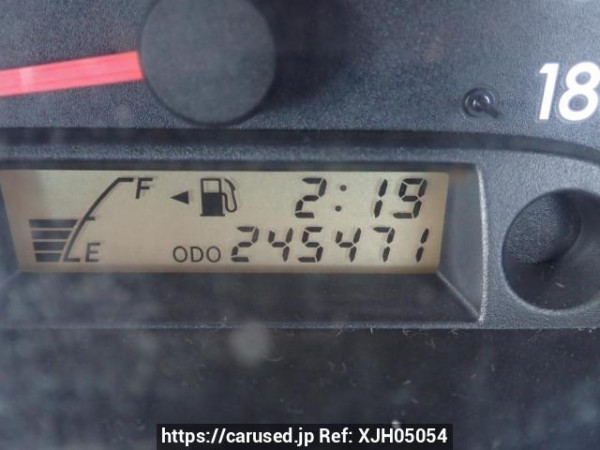 18
F 2:19
E ODO 245471
https://carused.jp Ref: XJH05054